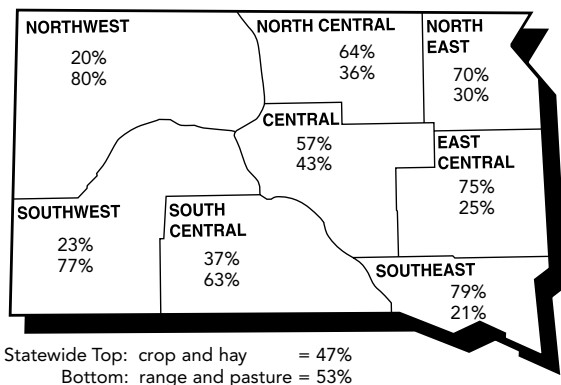 NORTHWEST
20%
80%
NORTH CENTRAL
64%
36%
NORTH
EAST
70%
30%
CENTRAL
57%
43%
EAST
CENTRAL
75%
25%
SOUTHWEST
23%
77%
SOUTH
CENTRAL
37%
63%
SOUTHEAST
79%
21%
Statewide Top: crop and hay = 47%
Bottom: range and pasture = 53%